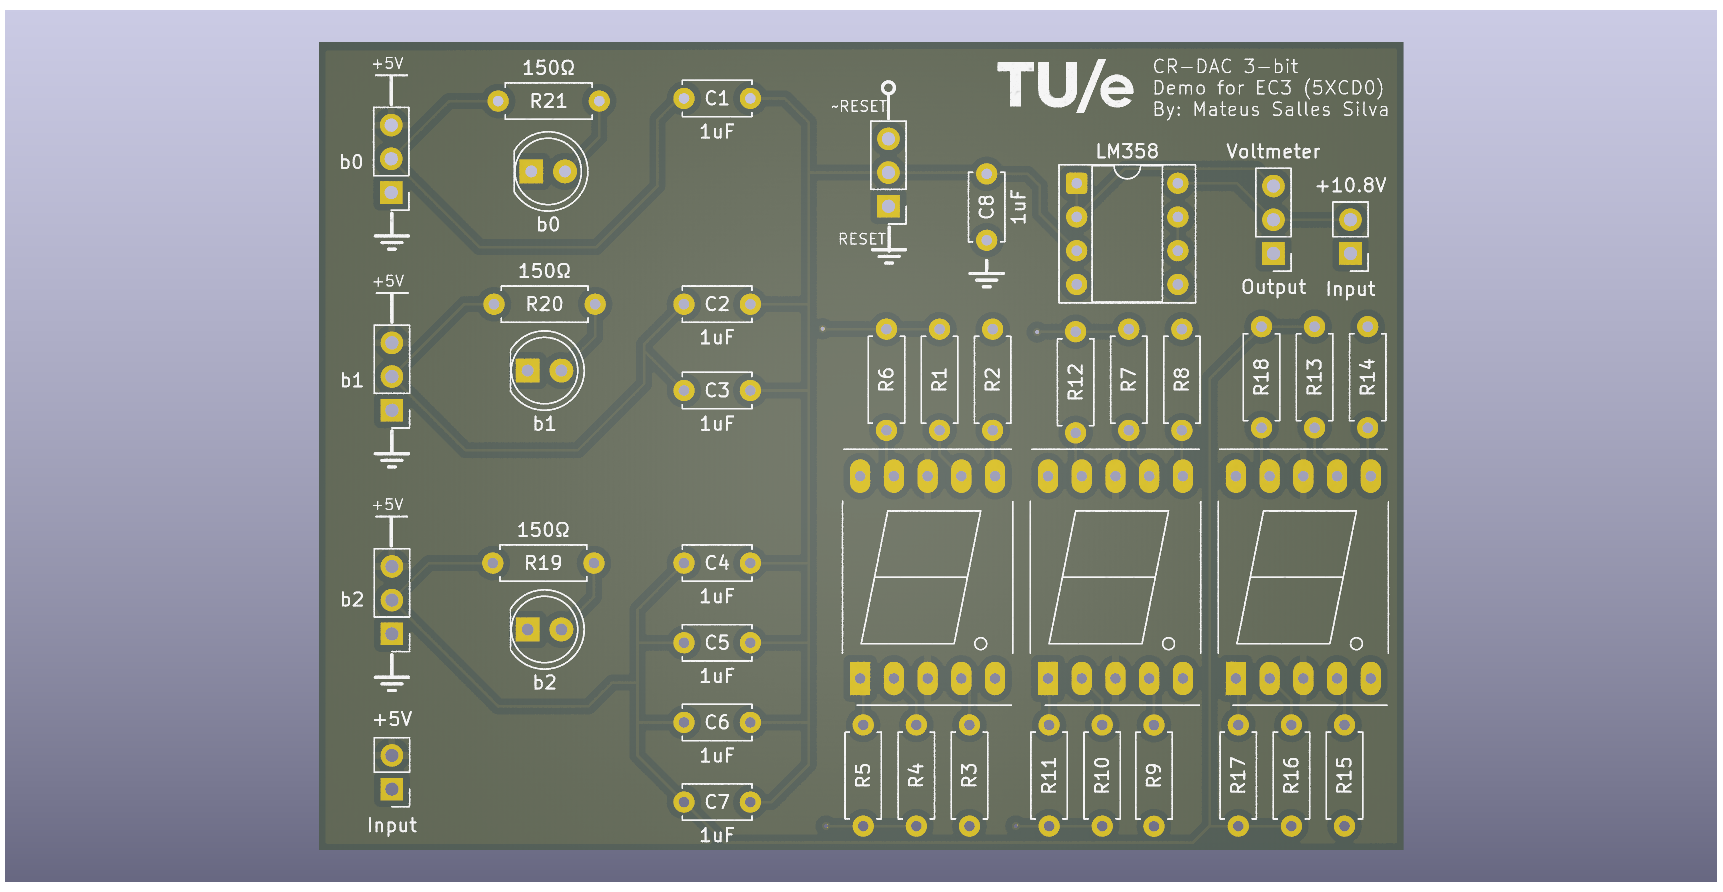 +5V
150Ω
R21
C1
1uF
b0
b0
~RESET
RESET
C8
1uF
TU/e
CR-DAC 3-bit
Demo for EC3 (5XCD0)
By: Mateus Salles Silva
LM358
Voltmeter
+10.8V
Output
Input
+5V
150Ω
R20
C2
1uF
b1
b1
C3
1uF
R6
R1
R2
R12
R7
R8
R18
R13
R14
+5V
150Ω
R19
C4
1uF
b2
b2
C5
1uF
C6
1uF
C7
1uF
+5V
Input
R5
R4
R3
R11
R10
R9
R17
R16
R15